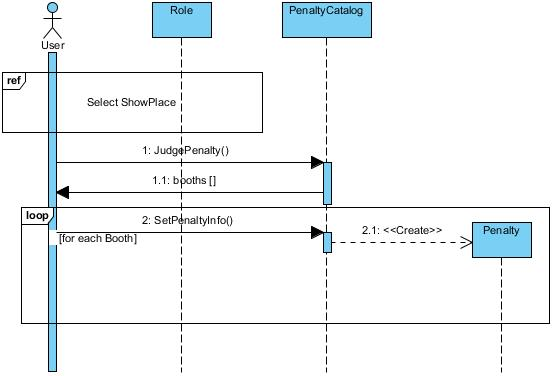 Role
PenaltyCatalog
User
ref
Select ShowPlace
1: JudgePenalty()
1.1: booths []
loop
2: SetPenaltyInfo()
[for each Booth]
2.1: <<Create>>
Penalty